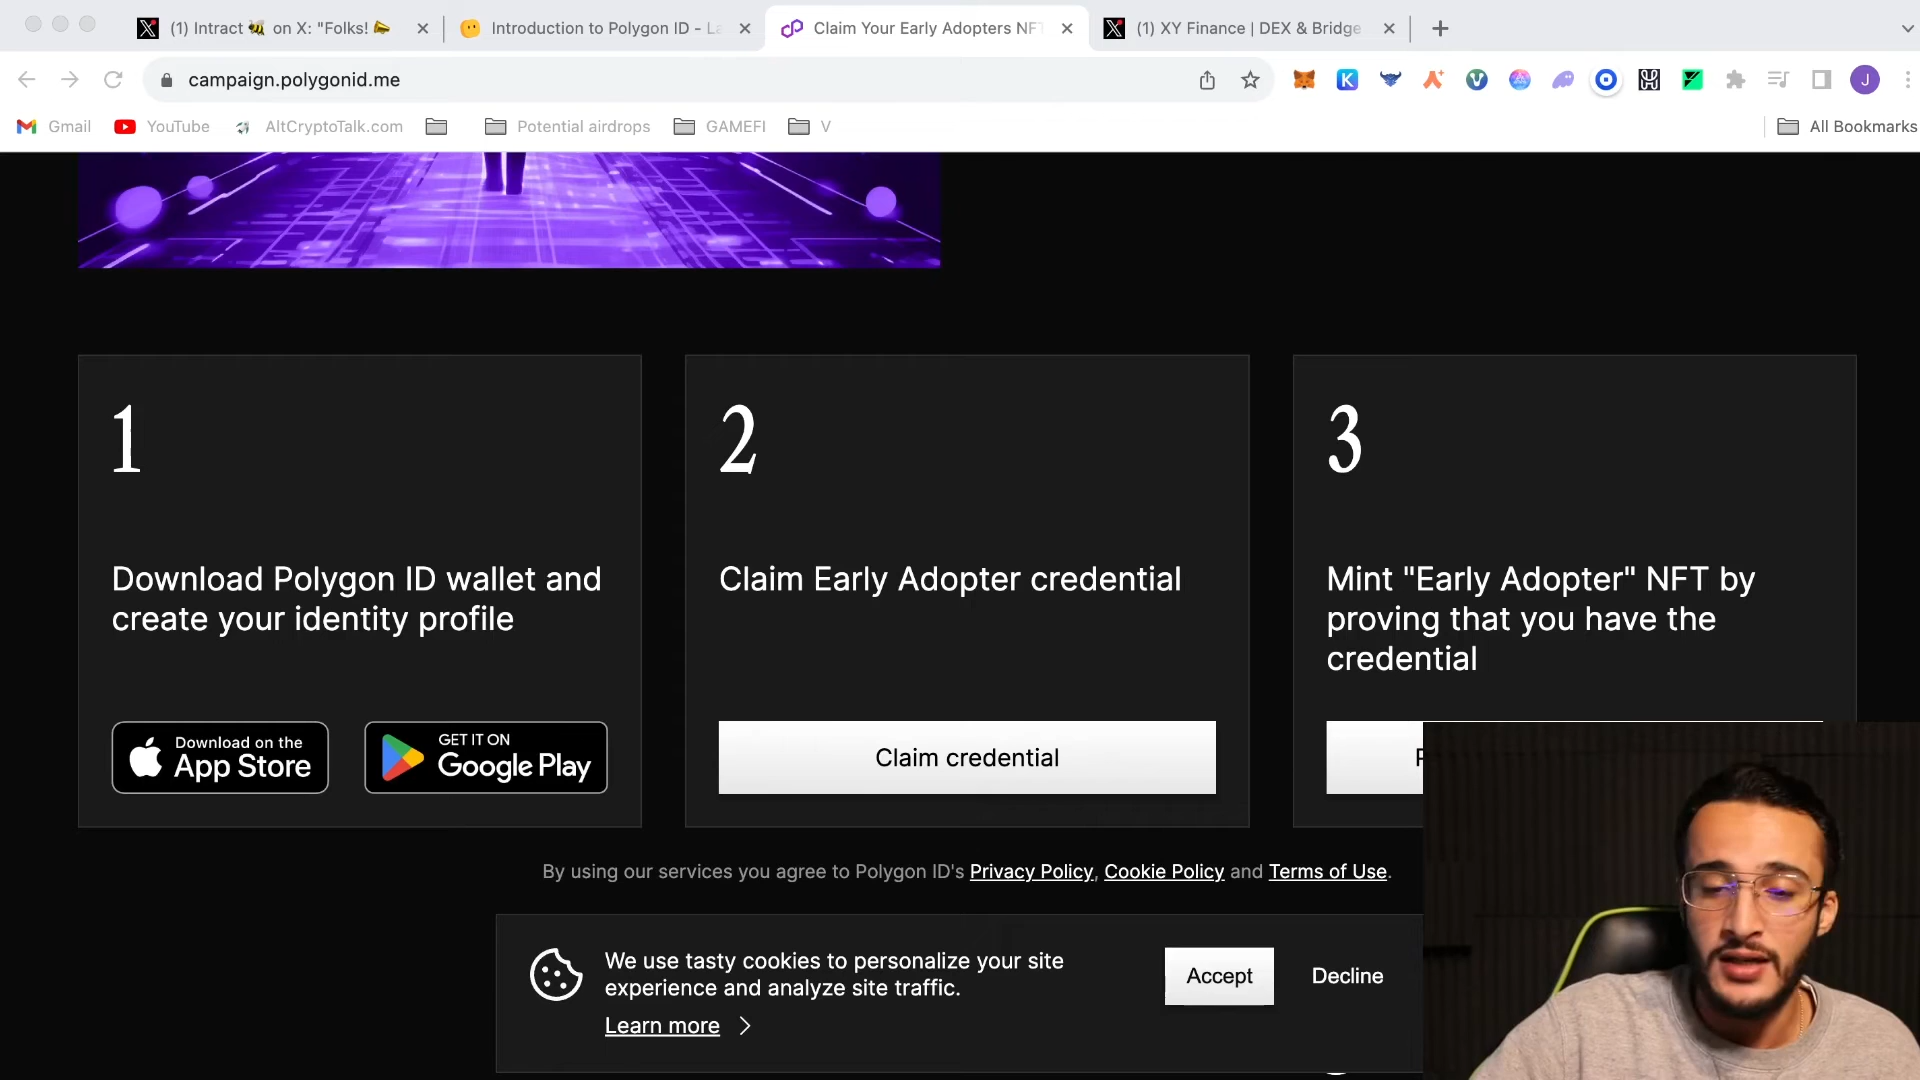 (1) Intract 🐝 on X: "Folks! 📣
Introduction to Polygon ID - La
Claim Your Early Adopters NFT
(1) XY Finance | DEX & Bridge
campaign.polygonid.me
J
Gmail
YouTube
AltCryptoTalk.com
Potential airdrops
GAMEFI
V
All Bookmarks
1
Download Polygon ID wallet and
create your identity profile
Download on the
App Store
GET IT ON
Google Play
2
Claim Early Adopter credential
Claim credential
3
Mint "Early Adopter" NFT by
proving that you have the
credential
By using our services you agree to Polygon ID's Privacy Policy, Cookie Policy and Terms of Use.
We use tasty cookies to personalize your site
experience and analyze site traffic.
Learn more
Accept
Decline